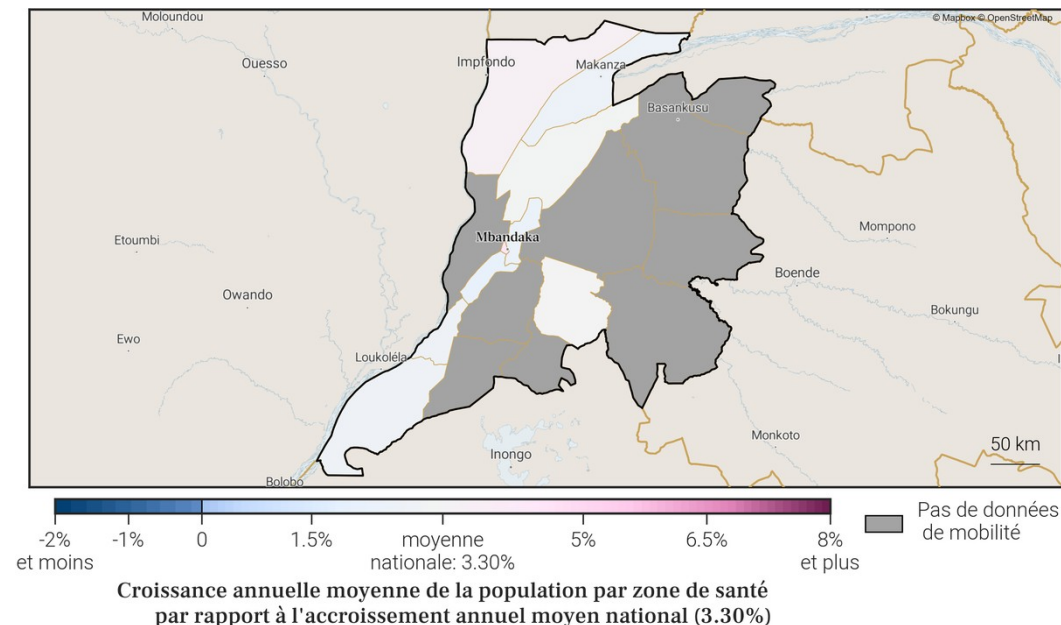 © Mapbox © OpenStreetMap
Moloundou
Ouesso
Impfondo
Makanza
Basankusu
Mbandaka
Etoumbi
Mompono
Boende
Owando
Bokungu
Ewo
Loukoléla
Inongo
Monkoto
50 km
Bolobo
-2%
et moins
-1%
0
1.5%
moyenne
nationale: 3.30%
5%
6.5%
8%
et plus
Pas de données
de mobilité
Croissance annuelle moyenne de la population par zone de santé
par rapport à l'accroissement annuel moyen national (3.30%)